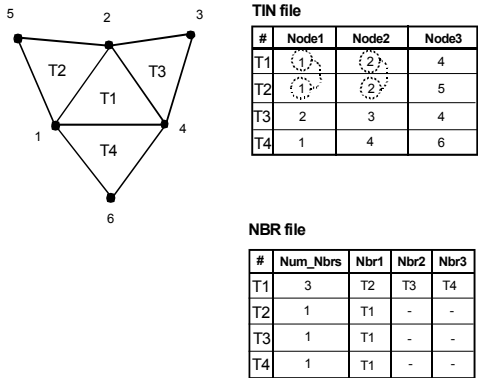 5
2
3
T2
T3
T1
1
4
T4
6
TIN file
# Node1 Node2 Node3
T1 1 2 4
T2 1 2 5
T3 2 3 4
T4 1 4 6
NBR file
# Num_Nbrs Nbr1 Nbr2 Nbr3
T1 3 T2 T3 T4
T2 1 T1 - -
T3 1 T1 - -
T4 1 T1 - -